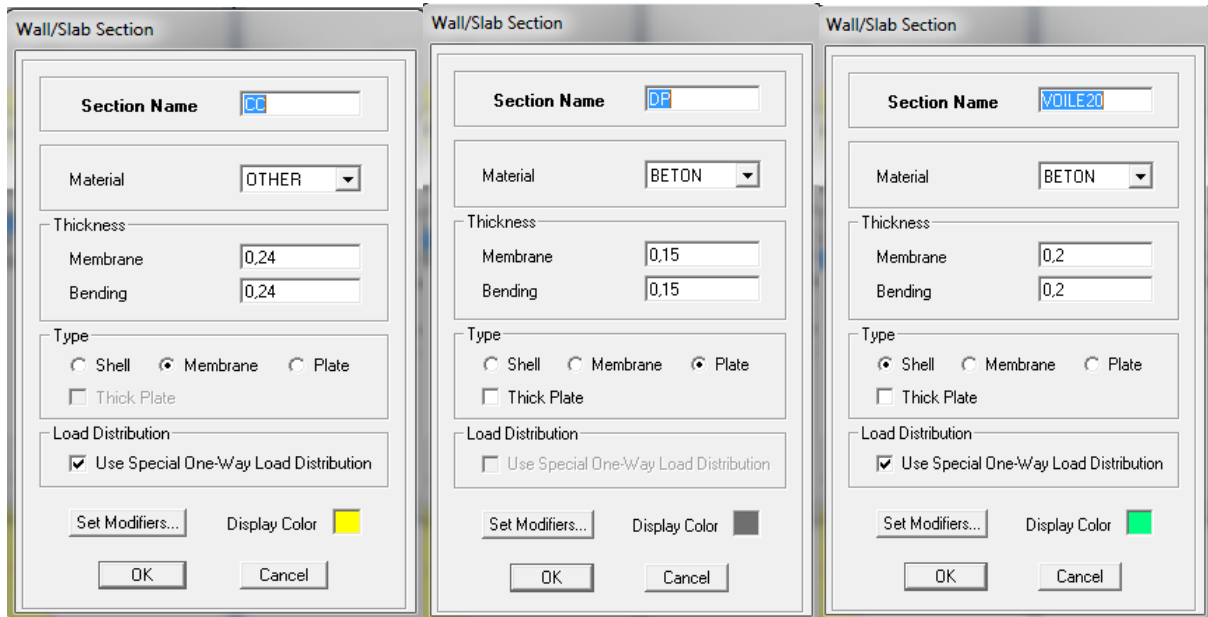 Wall/Slab Section
Section Name CC
Material OTHER
Thickness
Membrane 0,24
Bending 0,24
Type
Shell Membrane Plate
Thick Plate
Load Distribution
Use Special One-Way Load Distribution
Set Modifiers... Display Color
OK Cancel
Wall/Slab Section
Section Name DP
Material BETON
Thickness
Membrane 0,15
Bending 0,15
Type
Shell Membrane Plate
Thick Plate
Load Distribution
Use Special One-Way Load Distribution
Set Modifiers... Display Color
OK Cancel
Wall/Slab Section
Section Name VOILE20
Material BETON
Thickness
Membrane 0,2
Bending 0,2
Type
Shell Membrane Plate
Thick Plate
Load Distribution
Use Special One-Way Load Distribution
Set Modifiers... Display Color
OK Cancel